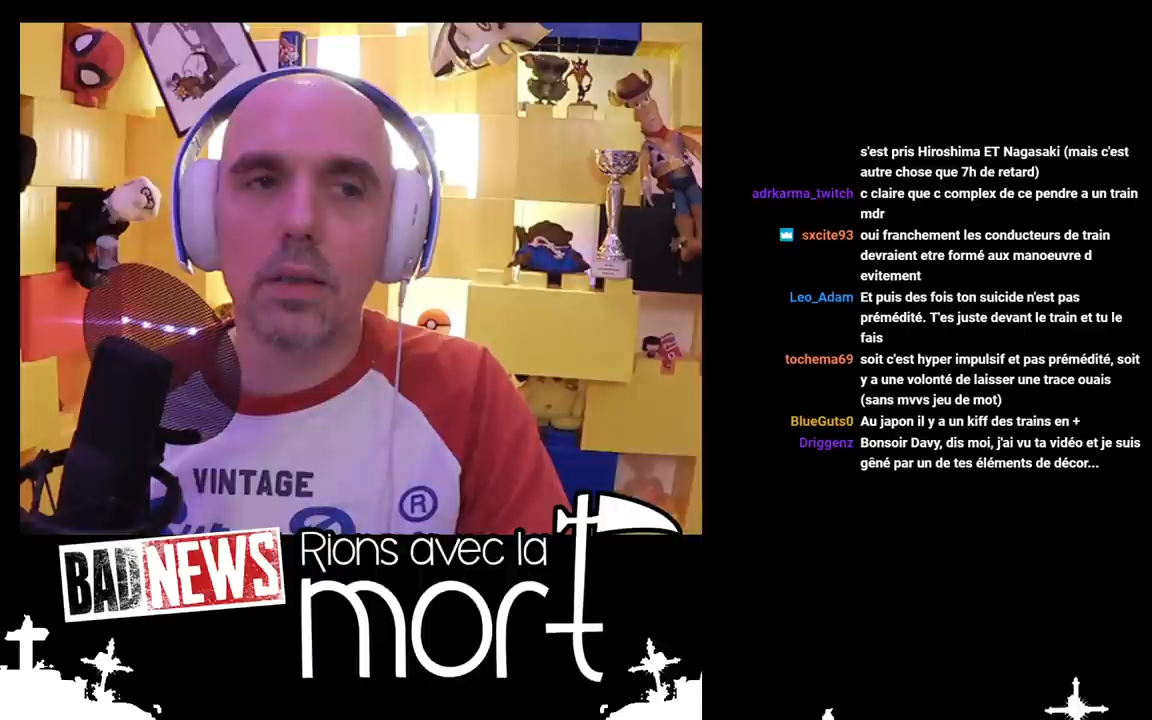 s'est pris Hiroshima ET Nagasaki (mais c'est
autre chose que 7h de retard)
adrkarma_twitch c claire que c complex de ce pendre a un train
mdr
sxcite93 oui franchement les conducteurs de train
devraient etre formé aux manoeuvre d
evitement
Leo_Adam Et puis des fois ton suicide n'est pas
prémédité. T'es juste devant le train et tu le
fais
tochema69 soit c'est hyper impulsif et pas prémédité, soit
y a une volonté de laisser une trace ouais
(sans mvvs jeu de mot)
BlueGuts0 Au japon il y a un kiff des trains en +
Driggenz Bonsoir Davy, dis moi, j'ai vu ta vidéo et je suis
gêné par un de tes éléments de décor...
VINTAGE
®
BAD NEWS
Rions avec la
mort